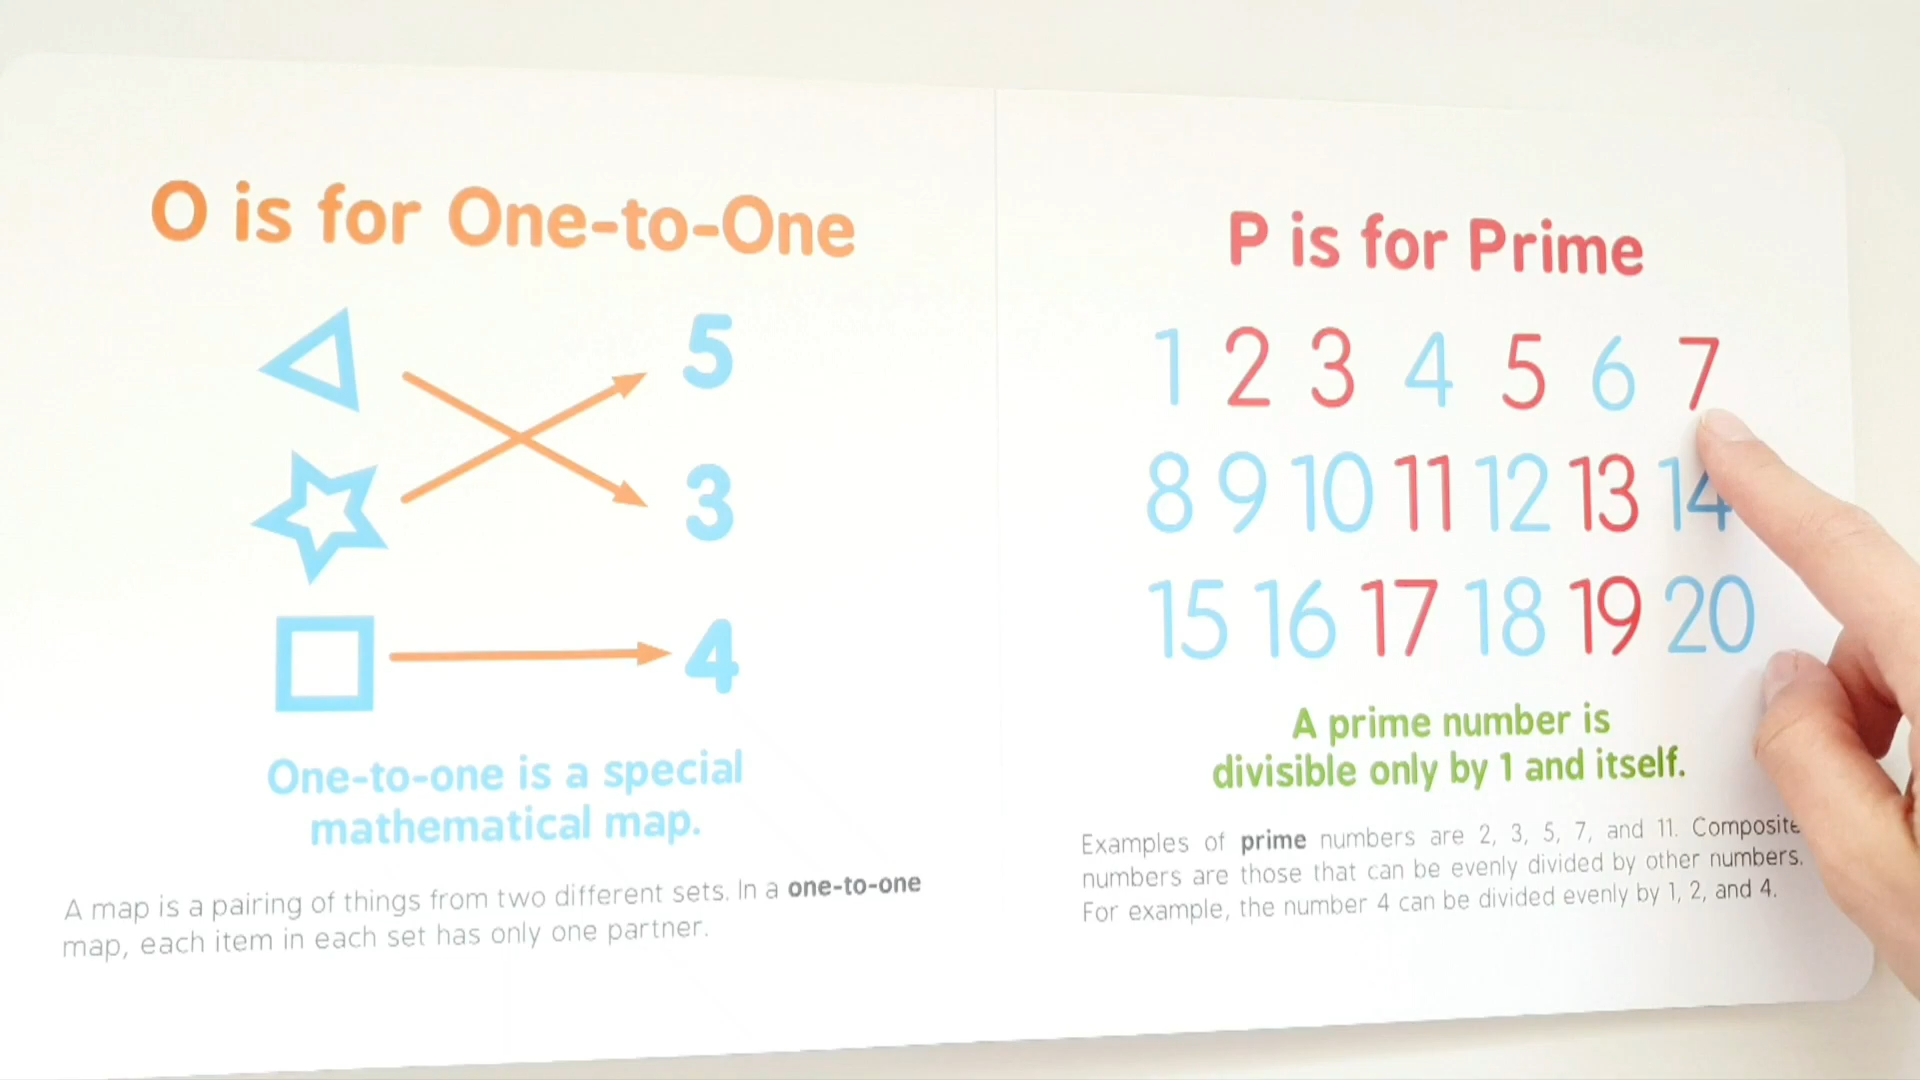 O is for One-to-One
5
3
4
One-to-one is a special
mathematical map.
A map is a pairing of things from two different sets. In a one-to-one
map, each item in each set has only one partner.
P is for Prime
1 2 3 4 5 6 7
8 9 10 11 12 13 14
15 16 17 18 19 20
A prime number is
divisible only by 1 and itself.
Examples of prime numbers are 2, 3, 5, 7, and 11. Composite
numbers are those that can be evenly divided by other numbers.
For example, the number 4 can be divided evenly by 1, 2, and 4.